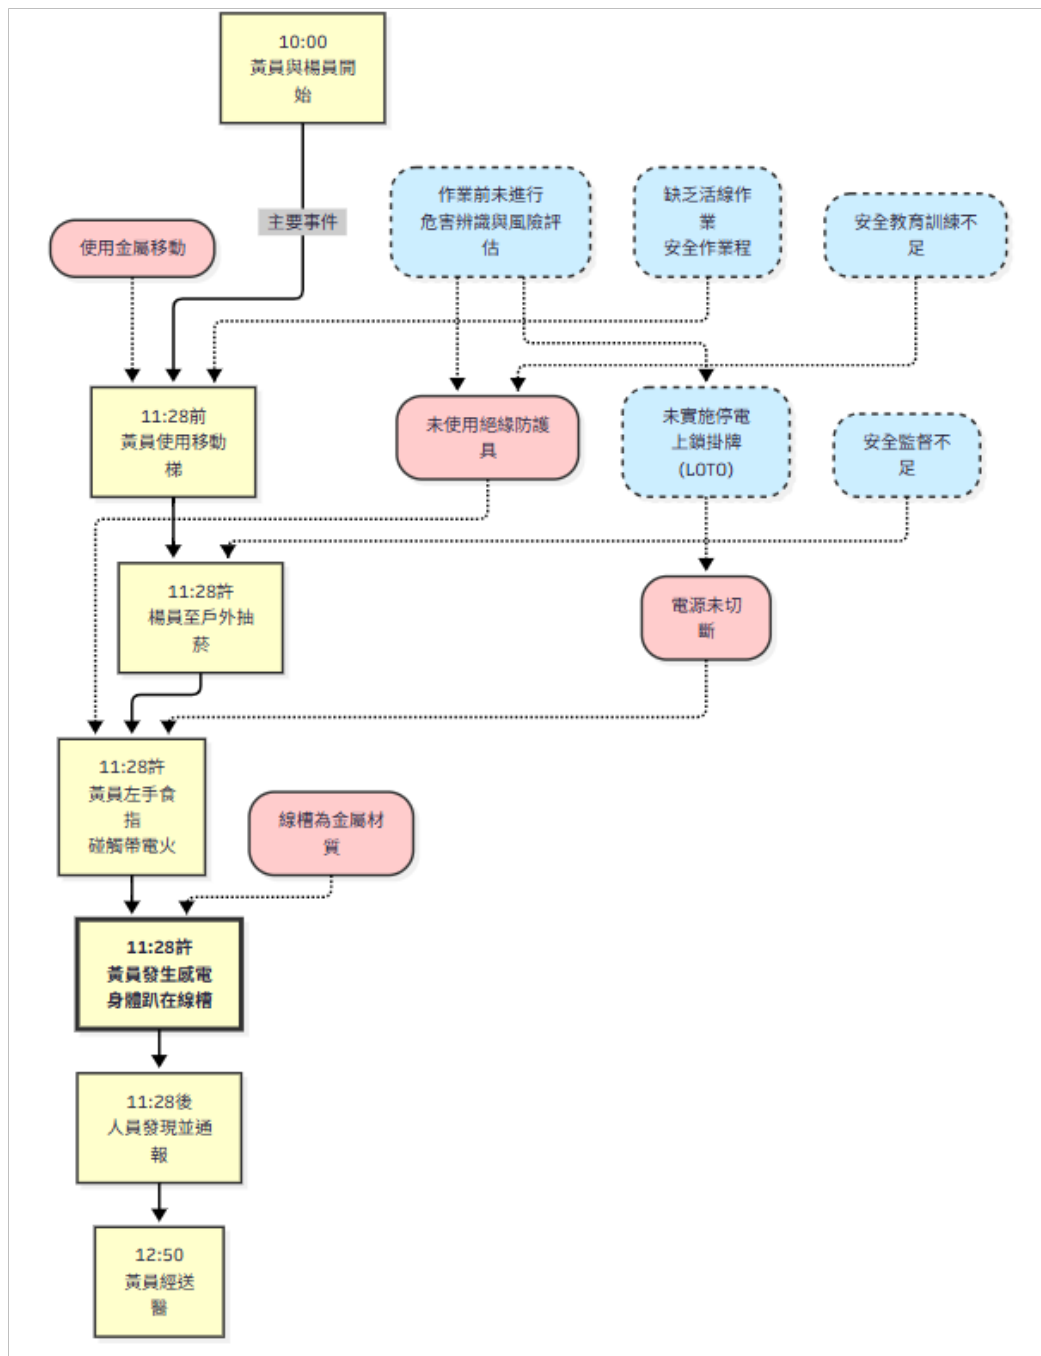 10:00
黃員與楊員開
始
主要事件
使用金屬移動
作業前未進行
危害辨識與風險評
估
缺乏活線作
業
安全作業程
安全教育訓練不
足
11:28前
黃員使用移動
梯
未使用絕緣防護
具
未實施停電
上鎖掛牌
(LOTO)
安全監督不
足
11:28許
楊員至戶外抽
菸
電源未切
斷
11:28許
黃員左手食
指
碰觸帶電火
線槽為金屬材
質
11:28許
黃員發生感電
身體趴在線槽
11:28後
人員發現並通
報
12:50
黃員經送
醫